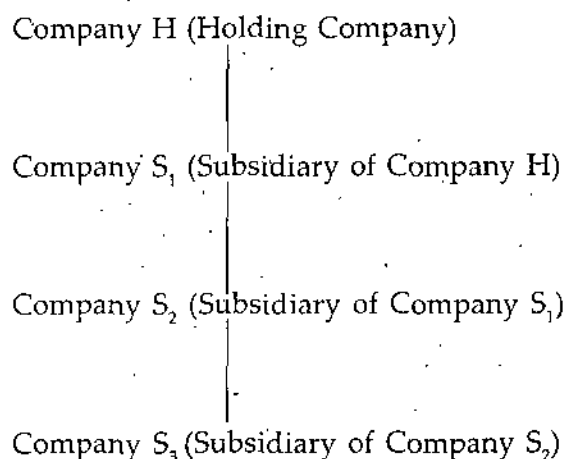 Company H (Holding Company)
Company S₁ (Subsidiary of Company H)
Company S₂ (Subsidiary of Company S₁)
Company S₃ (Subsidiary of Company S₂)